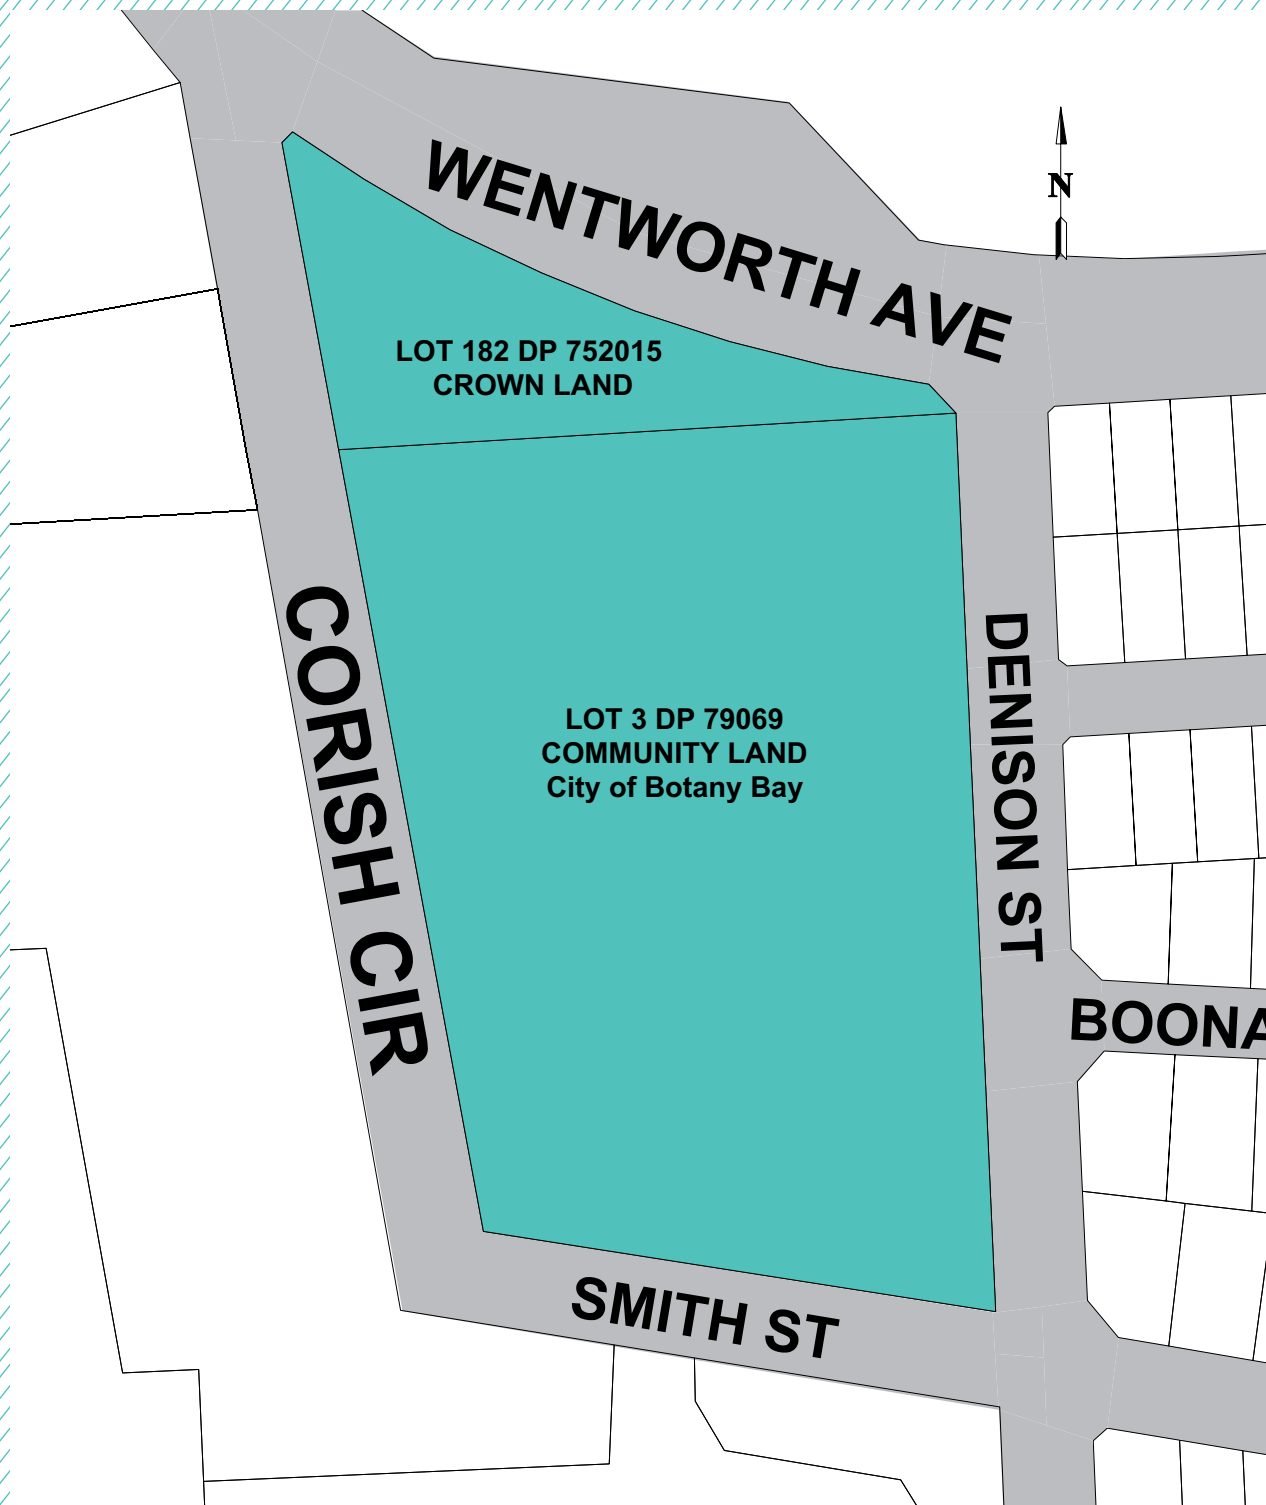 WENTWORTH AVE
N
LOT 182 DP 752015
CROWN LAND
CORISH CIR
DENISON ST
LOT 3 DP 79069
COMMUNITY LAND
City of Botany Bay
BOONA
SMITH ST